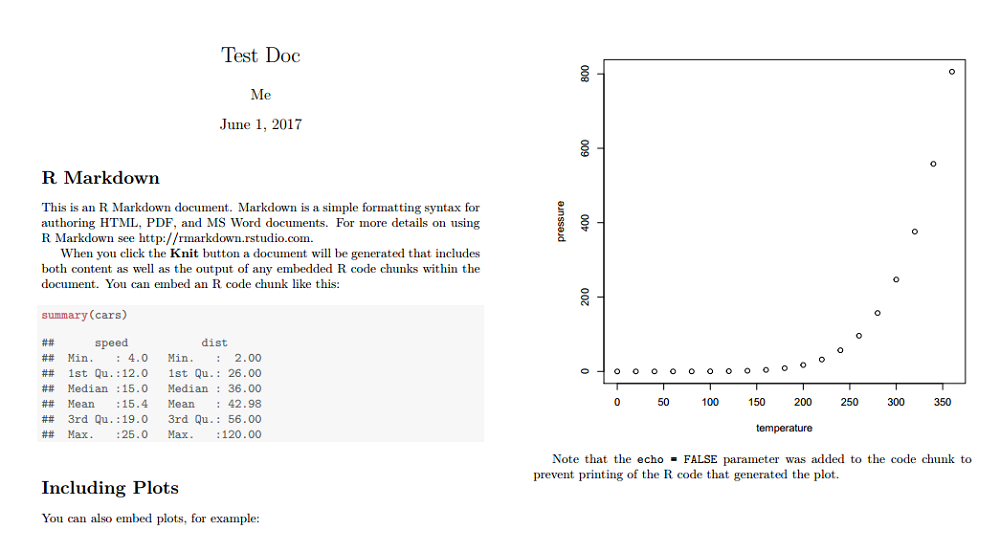 Test Doc
Me
June 1, 2017
R Markdown
This is an R Markdown document. Markdown is a simple formatting syntax for
authoring HTML, PDF, and MS Word documents. For more details on using
R Markdown see http://rmarkdown.rstudio.com.
When you click the Knit button a document will be generated that includes
both content as well as the output of any embedded R code chunks within the
document. You can embed an R code chunk like this:
summary(cars)
##      speed           dist
##  Min.   : 4.0   Min.   :  2.00
##  1st Qu.:12.0   1st Qu.: 26.00
##  Median :15.0   Median : 36.00
##  Mean   :15.4   Mean   : 42.98
##  3rd Qu.:19.0   3rd Qu.: 56.00
##  Max.   :25.0   Max.   :120.00
Including Plots
You can also embed plots, for example:
800
600
400
200
0
pressure
0 50 100 150 200 250 300 350
temperature
Note that the echo = FALSE parameter was added to the code chunk to
prevent printing of the R code that generated the plot.